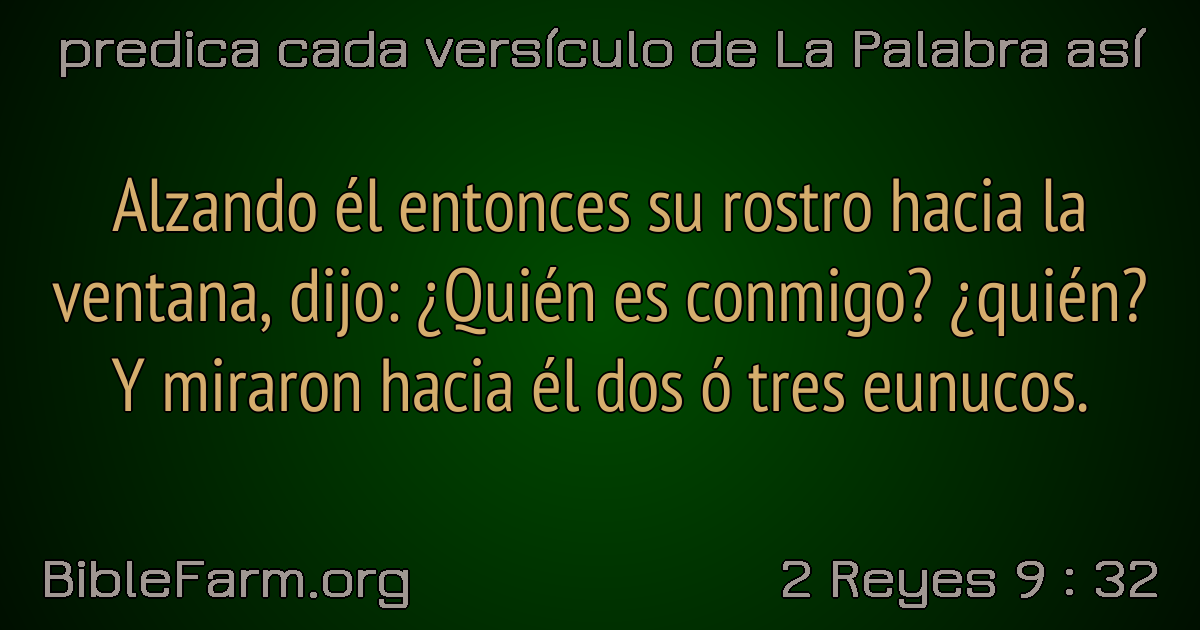 predica cada versículo de La Palabra así
Alzando él entonces su rostro hacia la
ventana, dijo: ¿Quién es conmigo? ¿quién?
Y miraron hacia él dos ó tres eunucos.
BibleFarm.org
2 Reyes 9 : 32